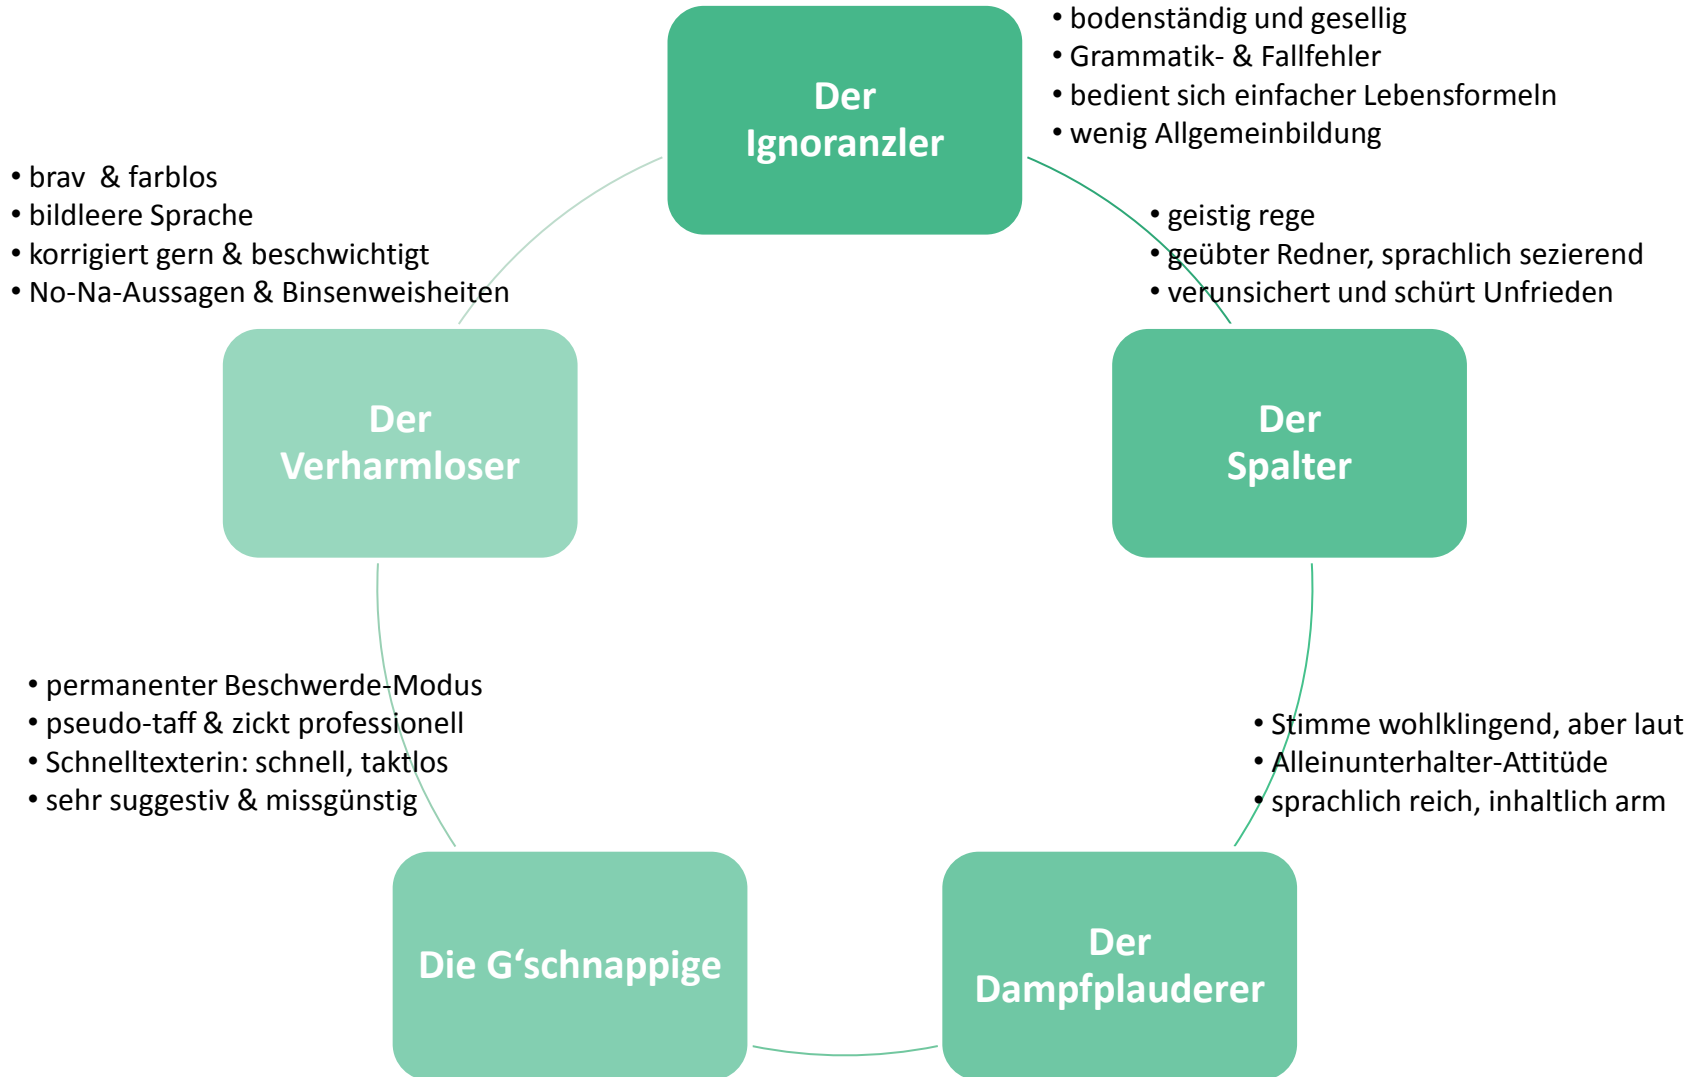 Der
Ignoranzler
• bodenständig und gesellig
• Grammatik- & Fallfehler
• bedient sich einfacher Lebensformeln
• wenig Allgemeinbildung
• geistig rege
• geübter Redner, sprachlich sezierend
• verunsichert und schürt Unfrieden
Der
Spalter
• Stimme wohlklingend, aber laut
• Alleinunterhalter-Attitüde
• sprachlich reich, inhaltlich arm
Der
Dampfplauderer
• permanenter Beschwerde-Modus
• pseudo-taff & zickt professionell
• Schnelltexterin: schnell, taktlos
• sehr suggestiv & missgünstig
Die G‘schnappige
• brav  & farblos
• bildleere Sprache
• korrigiert gern & beschwichtigt
• No-Na-Aussagen & Binsenweisheiten
Der
Verharmloser